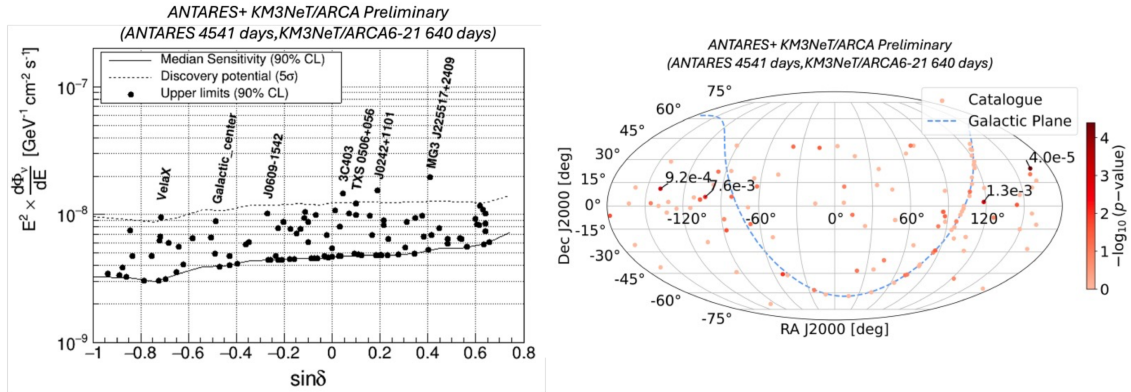 ANTARES+ KM3NeT/ARCA Preliminary
(ANTARES 4541 days,KM3NeT/ARCA6-21 640 days)
Median Sensitivity (90% CL)
Discovery potential (5σ)
Upper limits (90% CL)
VelaX
Galactic_center
J0609-1542
3C403
TXS 0506+056
J0242+1101
MG3 J225517+2409
E² × dΦν/dE [GeV⁻¹ cm⁻² s⁻¹]
10⁻⁷
10⁻⁸
10⁻⁹
−1 −0.8 −0.6 −0.4 −0.2 0 0.2 0.4 0.6 0.8
sinδ
ANTARES+ KM3NeT/ARCA Preliminary
(ANTARES 4541 days,KM3NeT/ARCA6-21 640 days)
Catalogue
Galactic Plane
75°
60°
45°
30°
15°
0°
-15°
-30°
-45°
-60°
-75°
-120° -60° 0° 60° 120°
9.2e-4
7.6e-3
4.0e-5
1.3e-3
Dec J2000 [deg]
RA J2000 [deg]
4
3
2
1
0
−log₁₀ (p−value)